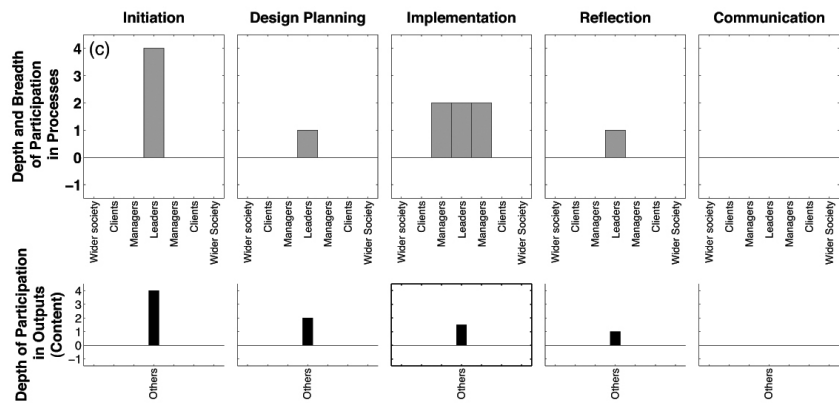 Initiation
Design Planning
Implementation
Reflection
Communication
Depth and Breadth
of Participation
in Processes
(c)
4
3
2
1
0
−1
Wider society
Clients
Managers
Leaders
Managers
Clients
Wider Society
Wider society
Clients
Managers
Leaders
Managers
Clients
Wider Society
Wider society
Clients
Managers
Leaders
Managers
Clients
Wider Society
Wider society
Clients
Managers
Leaders
Managers
Clients
Wider Society
Wider society
Clients
Managers
Leaders
Managers
Clients
Wider Society
Depth of Participation
in Outputs
(Content)
4
3
2
1
0
−1
Others
Others
Others
Others
Others